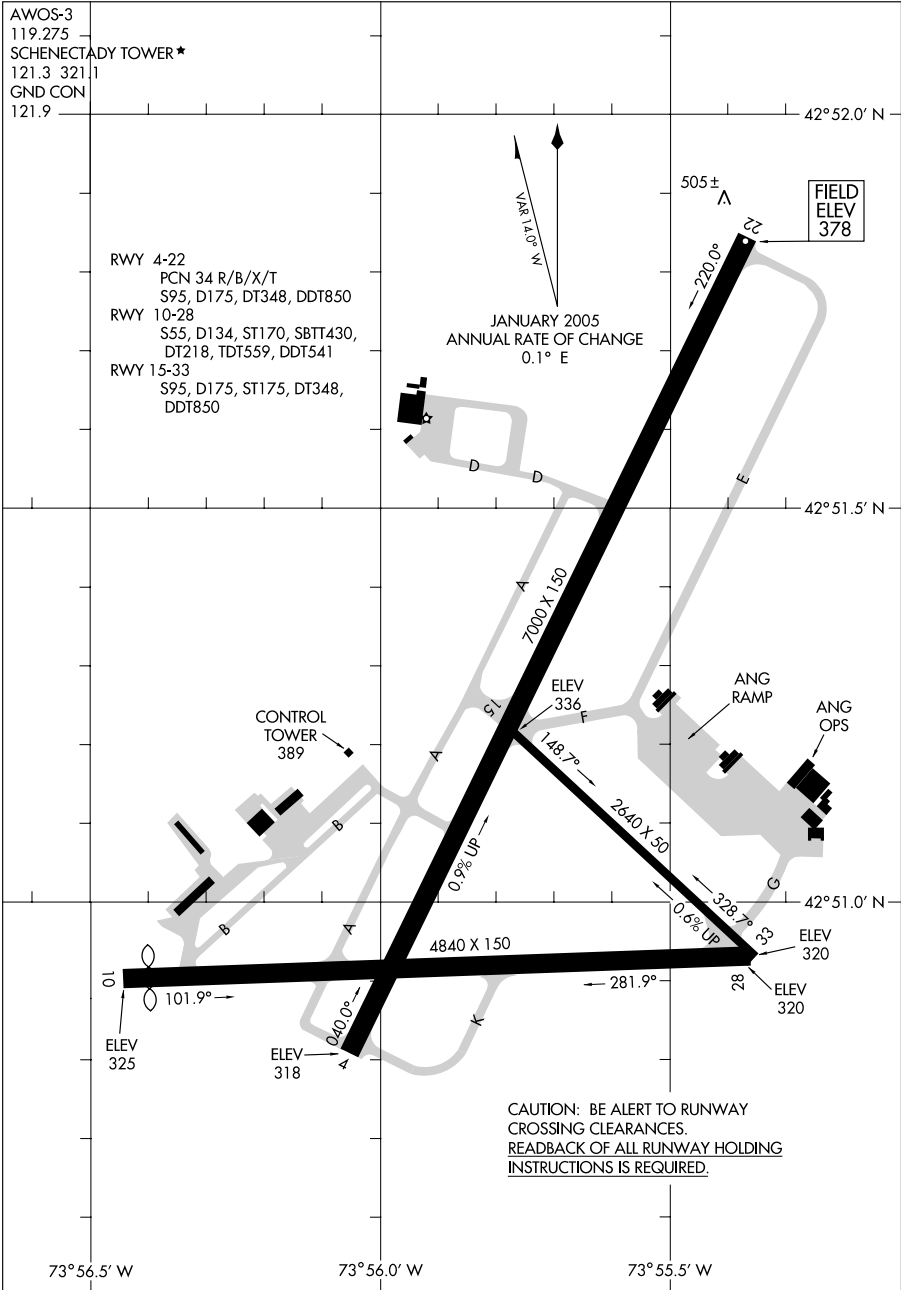 AWOS-3
119.275
SCHENECTADY TOWER ★
121.3 321.1
GND CON
121.9
42°52.0' N
505 ±
22
FIELD
ELEV
378
VAR 14.0° W
220.0°
RWY 4-22
PCN 34 R/B/X/T
S95, D175, DT348, DDT850
RWY 10-28
S55, D134, ST170, SBTT430,
DT218, TDT559, DDT541
RWY 15-33
S95, D175, ST175, DT348,
DDT850
JANUARY 2005
ANNUAL RATE OF CHANGE
0.1° E
D
D
E
42°51.5' N
A
7000 X 150
ELEV
336
15
F
ANG
RAMP
ANG
OPS
CONTROL
TOWER
389
A
148.7°
2640 X 50
B
0.9% UP
G
328.7°
0.6% UP
33
42°51.0' N
B
A
4840 X 150
ELEV
320
10
101.9°
281.9°
28
ELEV
320
K
040.0°
4
ELEV
325
ELEV
318
CAUTION: BE ALERT TO RUNWAY
CROSSING CLEARANCES.
READBACK OF ALL RUNWAY HOLDING
INSTRUCTIONS IS REQUIRED.
73°56.5' W
73°56.0' W
73°55.5' W